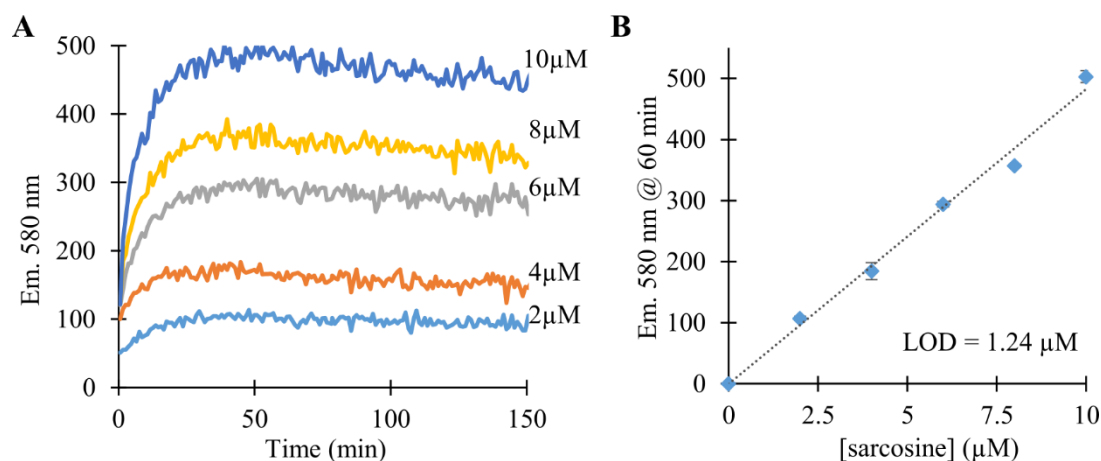 A
500
400
300
200
100
0
Em. 580 nm
10µM
8µM
6µM
4µM
2µM
0
50
100
150
Time (min)
B
500
400
300
200
100
0
Em. 580 nm @ 60 min
LOD = 1.24 µM
0
2.5
5
7.5
10
[sarcosine] (µM)